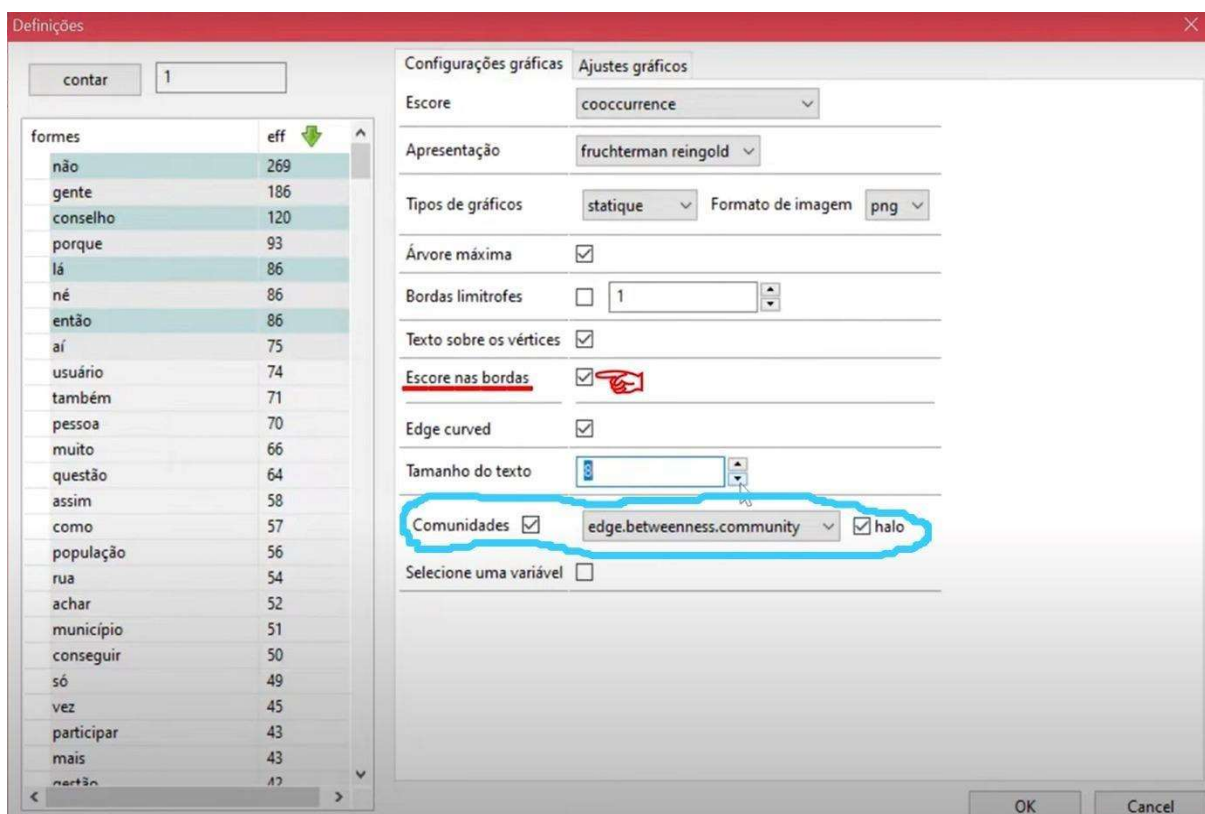 Definições
contar 1
formes eff
não 269
gente 186
conselho 120
porque 93
lá 86
né 86
então 86
aí 75
usuário 74
também 71
pessoa 70
muito 66
questão 64
assim 58
como 57
população 56
rua 54
achar 52
município 51
conseguir 50
só 49
vez 45
participar 43
mais 43
gestão 42
Configurações gráficas Ajustes gráficos
Escore cooccurrence
Apresentação fruchterman reingold
Tipos de gráficos statique Formato de imagem png
Árvore máxima
Bordas limitrofes 1
Texto sobre os vértices
Escore nas bordas
Edge curved
Tamanho do texto 8
Comunidades edge.betweenness.community halo
Selecione uma variável
OK Cancel